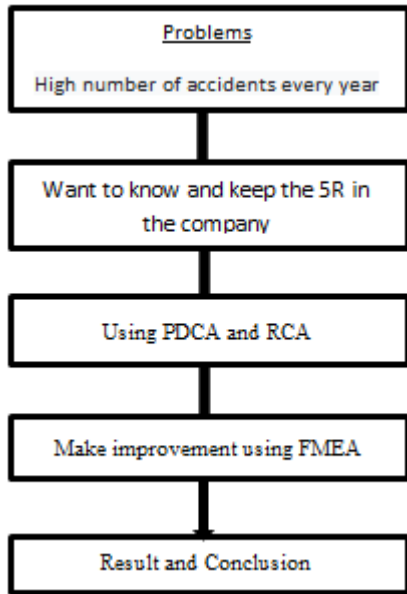 Problems
High number of accidents every year
Want to know and keep the 5R in
the company
Using PDCA and RCA
Make improvement using FMEA
Result and Conclusion